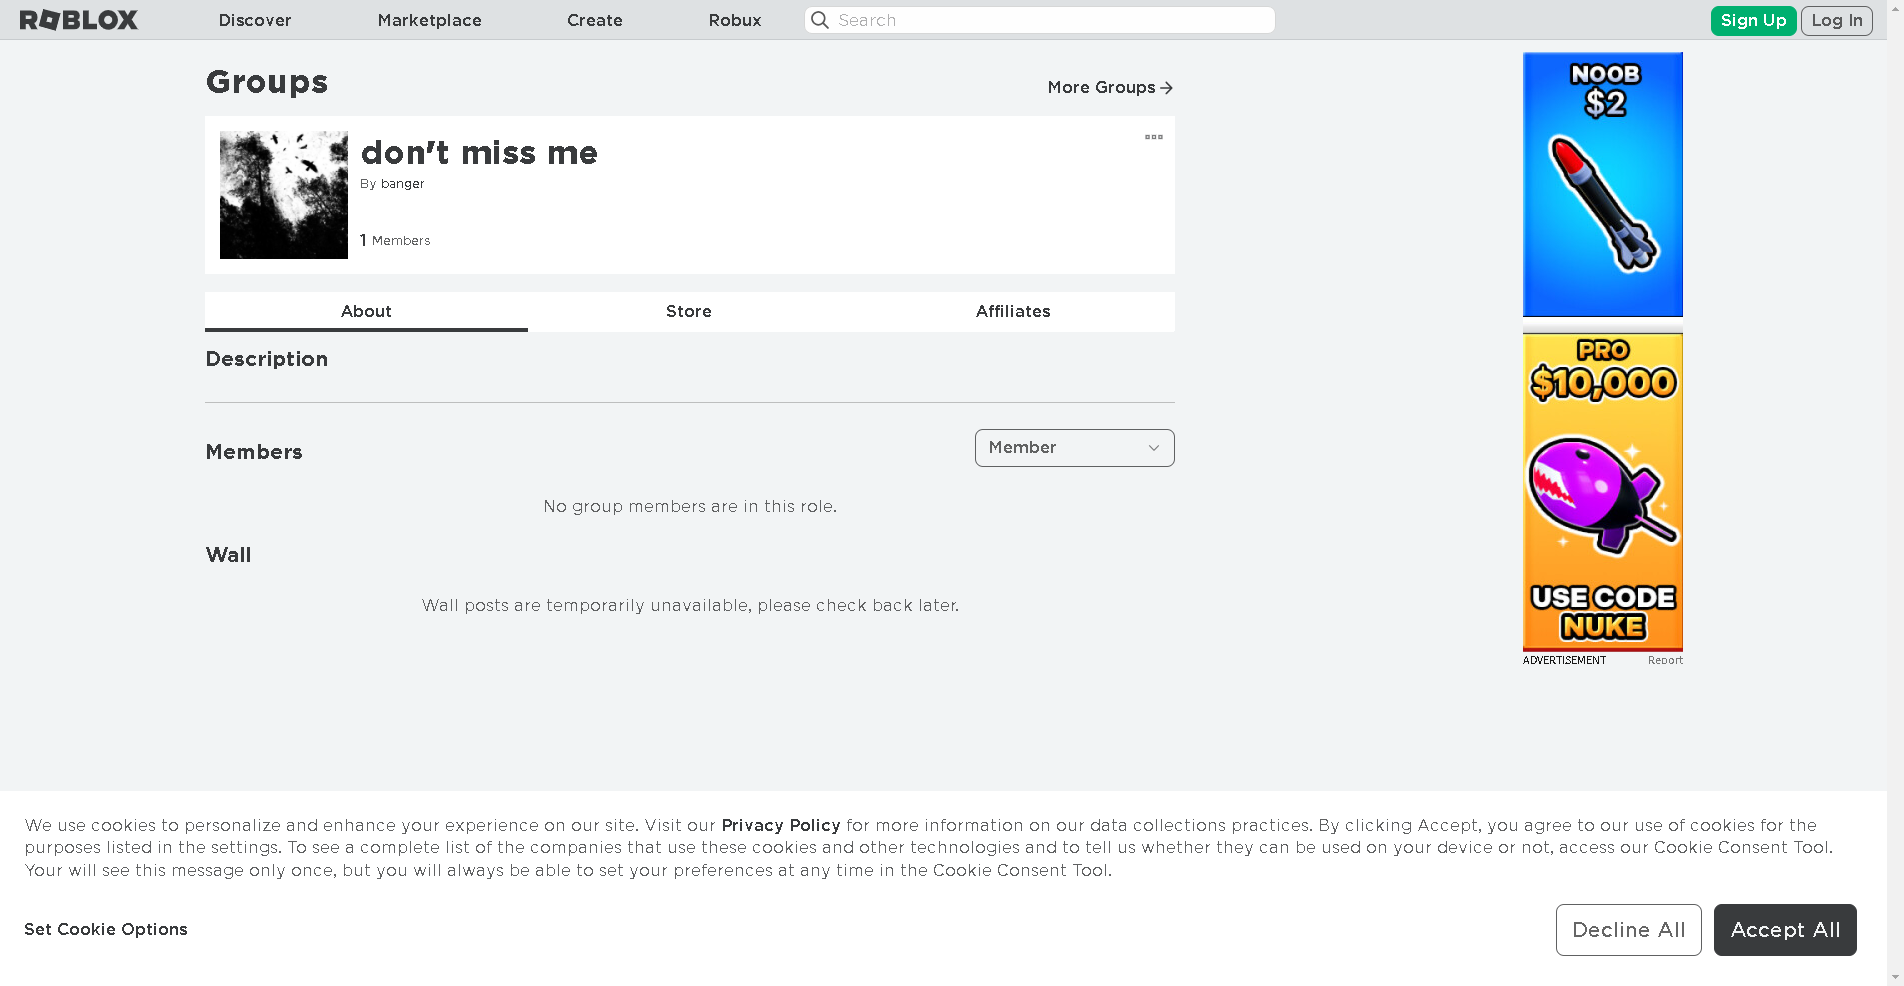 ROBLOX
Discover
Marketplace
Create
Robux
Search
Sign Up
Log In
Groups
More Groups
don't miss me
By banger
1 Members
About
Store
Affiliates
Description
Members
Member
No group members are in this role.
Wall
Wall posts are temporarily unavailable, please check back later.
NOOB
$2
PRO
$10,000
USE CODE
NUKE
ADVERTISEMENT
Report
We use cookies to personalize and enhance your experience on our site. Visit our Privacy Policy for more information on our data collections practices. By clicking Accept, you agree to our use of cookies for the
purposes listed in the settings. To see a complete list of the companies that use these cookies and other technologies and to tell us whether they can be used on your device or not, access our Cookie Consent Tool.
Your will see this message only once, but you will always be able to set your preferences at any time in the Cookie Consent Tool.
Set Cookie Options
Decline All
Accept All